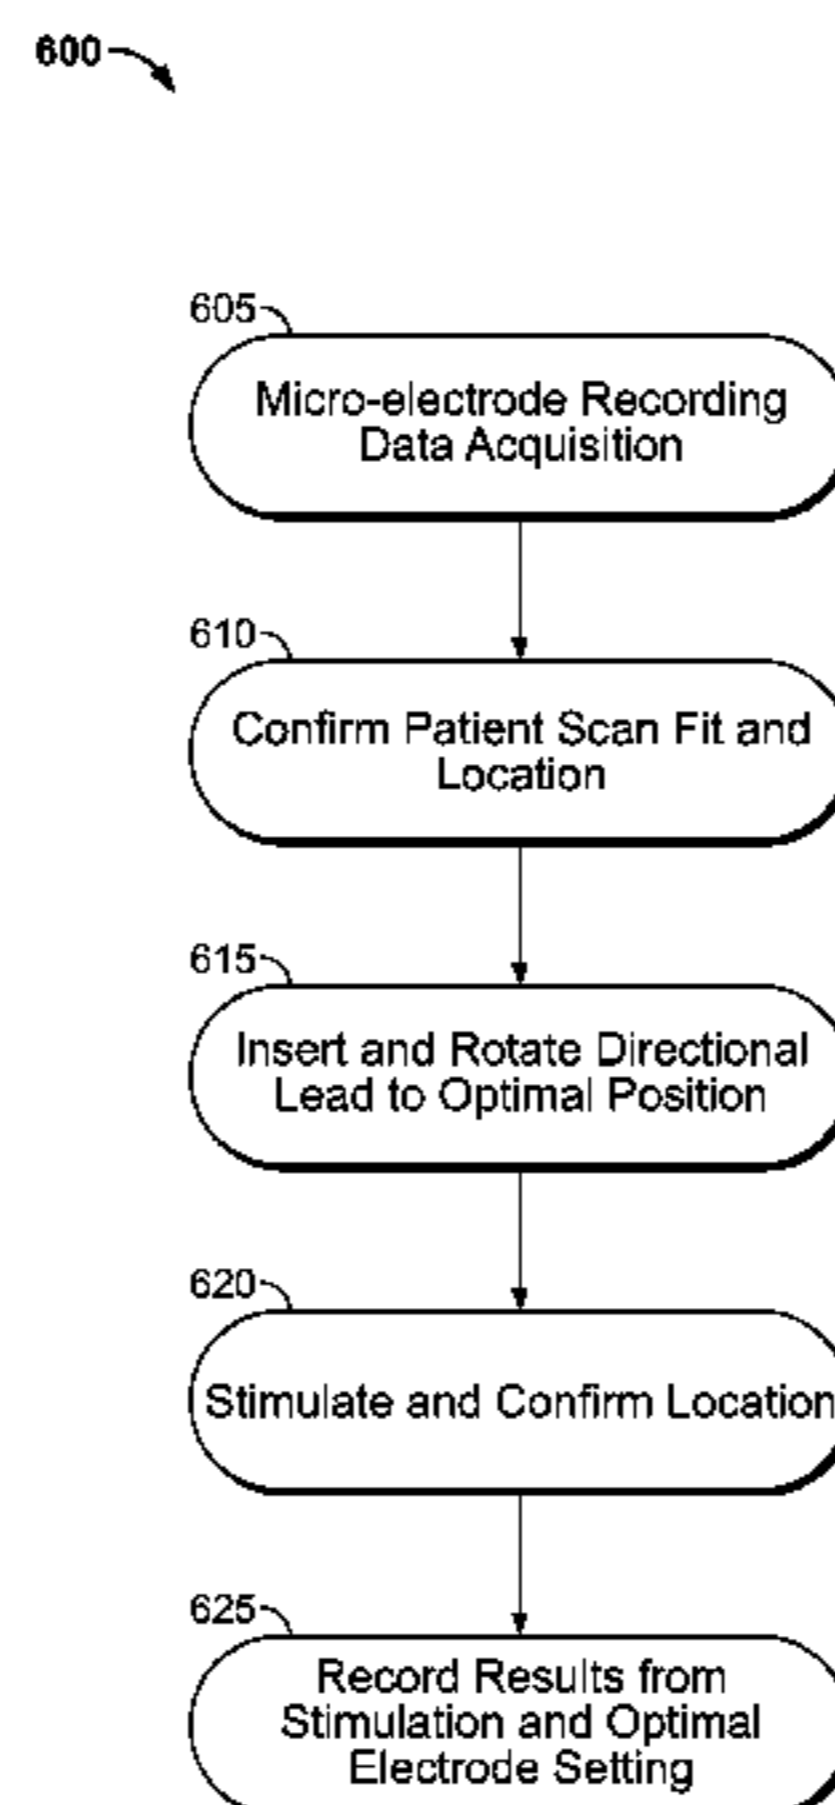 600
605
Micro-electrode Recording
Data Acquisition
610
Confirm Patient Scan Fit and
Location
615
Insert and Rotate Directional
Lead to Optimal Position
620
Stimulate and Confirm Location
625
Record Results from
Stimulation and Optimal
Electrode Setting